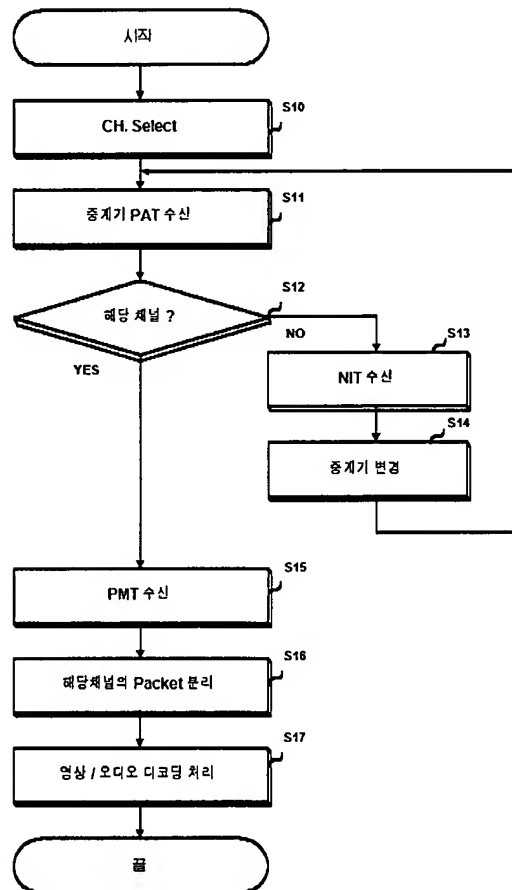 시작
S10
CH. Select
S11
중계기 PAT 수신
S12
해당 채널 ?
NO
YES
S13
NIT 수신
S14
중계기 변경
S15
PMT 수신
S16
해당채널의 Packet 분리
S17
영상 / 오디오 디코딩 처리
끝